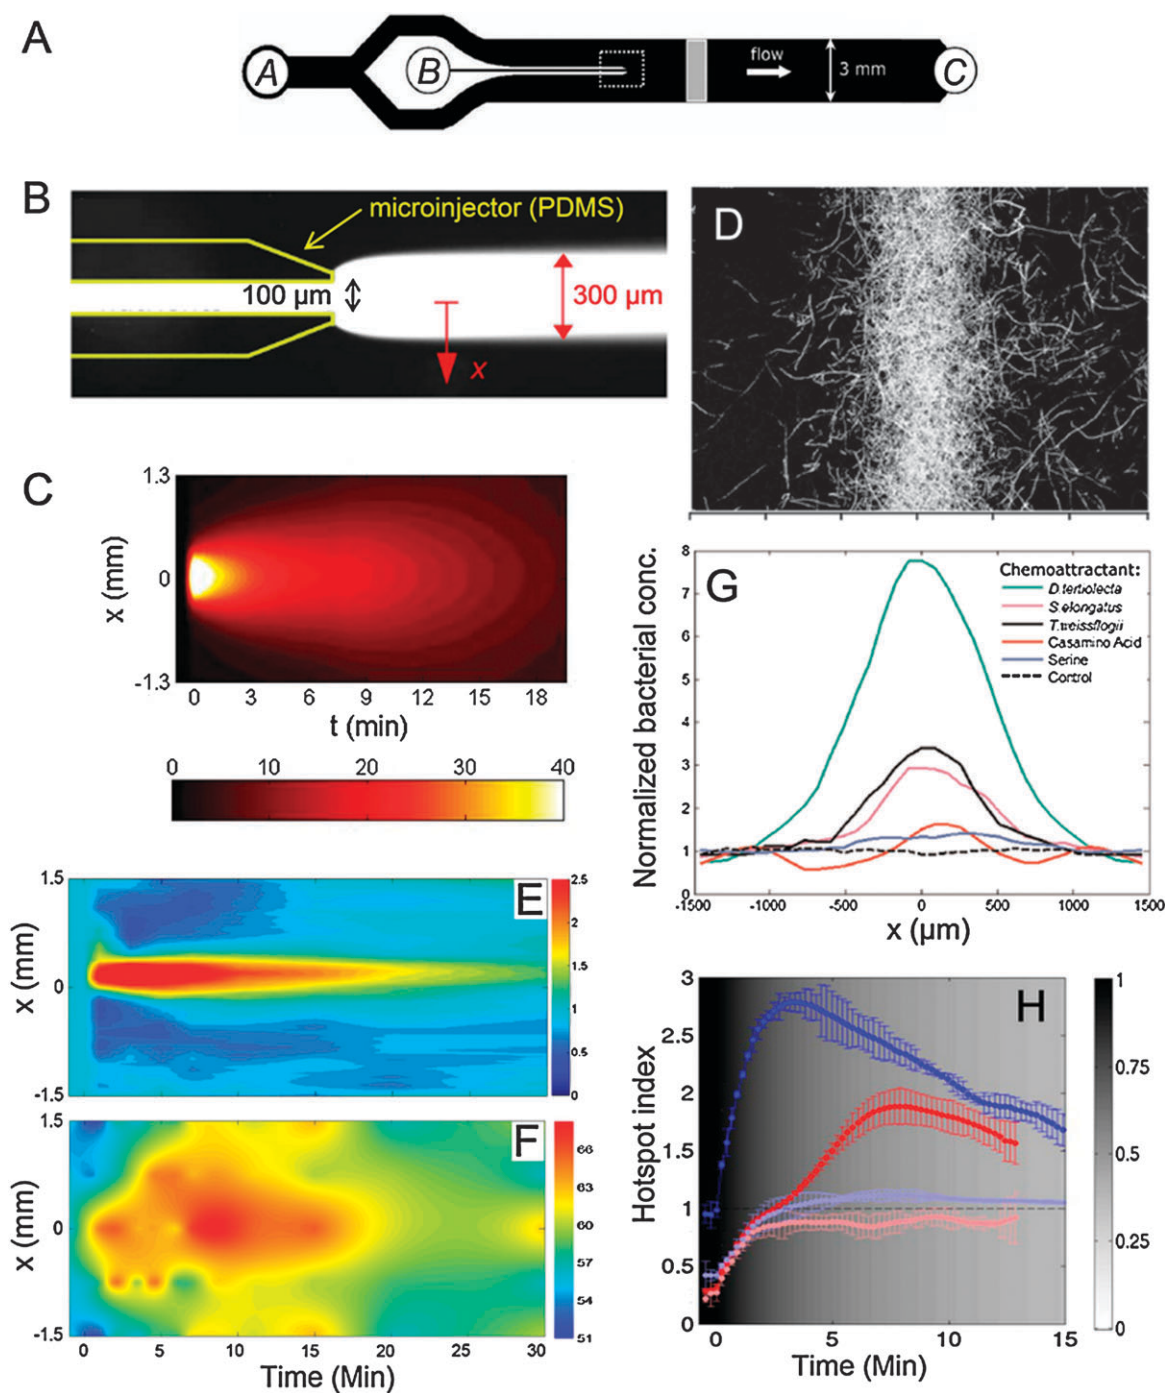 A
A
B
flow
3 mm
C
B
microinjector (PDMS)
100 µm
300 µm
x
D
C
1.3
0
-1.3
x (mm)
0 3 6 9 12 15 18
t (min)
0 10 20 30 40
G
8
7
6
5
4
3
2
1
0
Normalized bacterial conc.
Chemoattractant:
D.tertiolecta
S.elongatus
T.weissflogii
Casamino Acid
Serine
Control
-1500 -1000 -500 0 500 1000 1500
x (µm)
E
1.5
0
-1.5
x (mm)
2.5
2
1.5
1
0.5
0
F
1.5
0
-1.5
x (mm)
66
63
60
57
54
51
0 5 10 15 20 25 30
Time (Min)
H
3
2.5
2
1.5
1
0.5
0
Hotspot index
0 5 10 15
Time (Min)
1
0.75
0.5
0.25
0